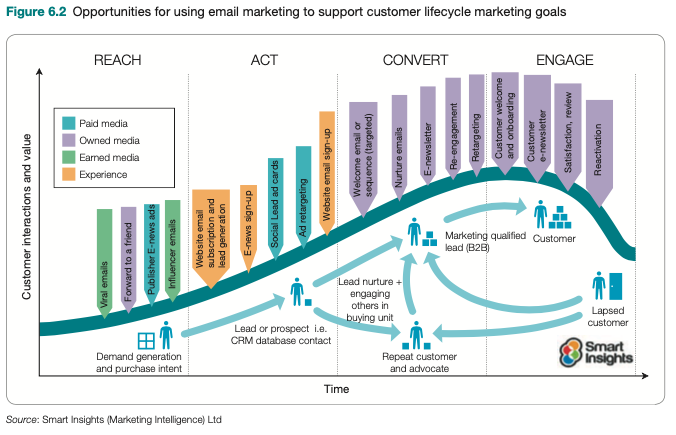 Figure 6.2 Opportunities for using email marketing to support customer lifecycle marketing goals
REACH
ACT
CONVERT
ENGAGE
Customer interactions and value
Paid media
Owned media
Earned media
Experience
Viral emails
Forward to a friend
Publisher E-news ads
Influencer emails
Website email
subscription and
lead generation
E-news sign-up
Social Lead ad cards
Ad retargeting
Website email sign-up
Welcome email or
sequence (targeted)
Nurture emails
E-newsletter
Re-engagement
Retargeting
Customer welcome
and onboarding
Customer
e-newsletter
Satisfaction, review
Reactivation
Demand generation
and purchase intent
Lead or prospect i.e.
CRM database contact
Lead nurture +
engaging
others in
buying unit
Marketing qualified
lead (B2B)
Customer
Repeat customer
and advocate
Lapsed
customer
Smart
Insights
Time
Source: Smart Insights (Marketing Intelligence) Ltd